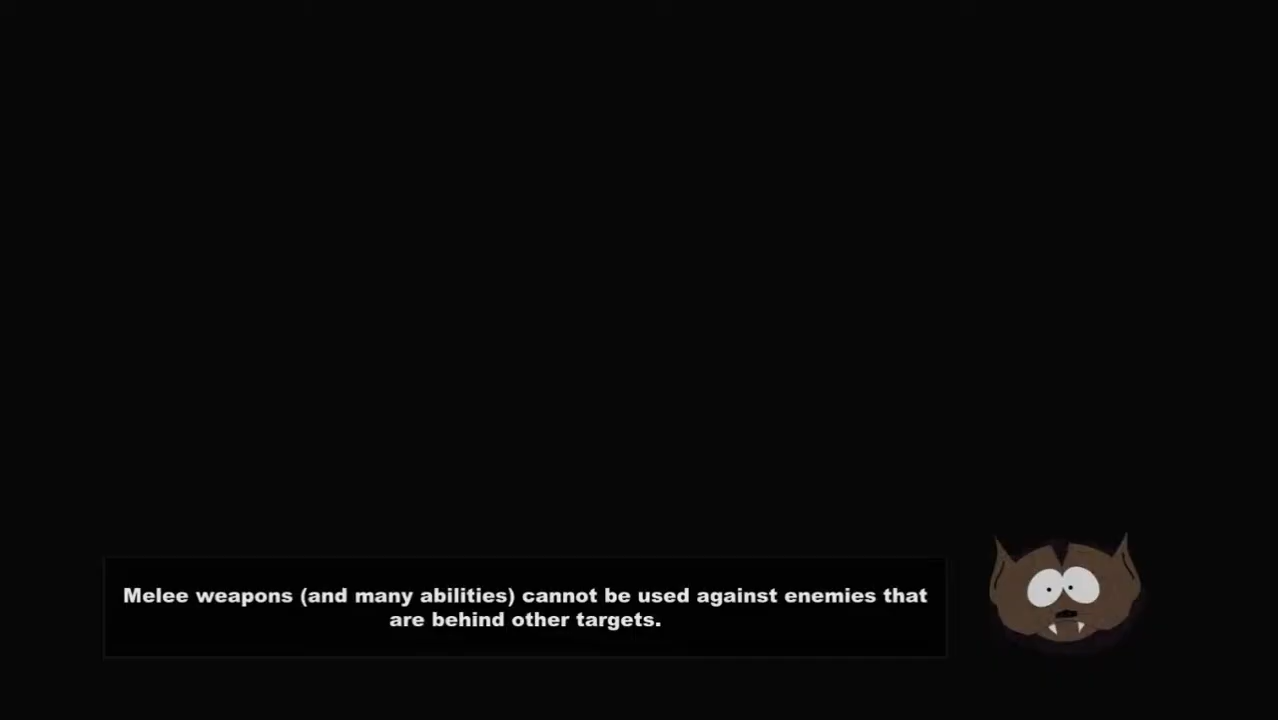 Melee weapons (and many abilities) cannot be used against enemies that
are behind other targets.